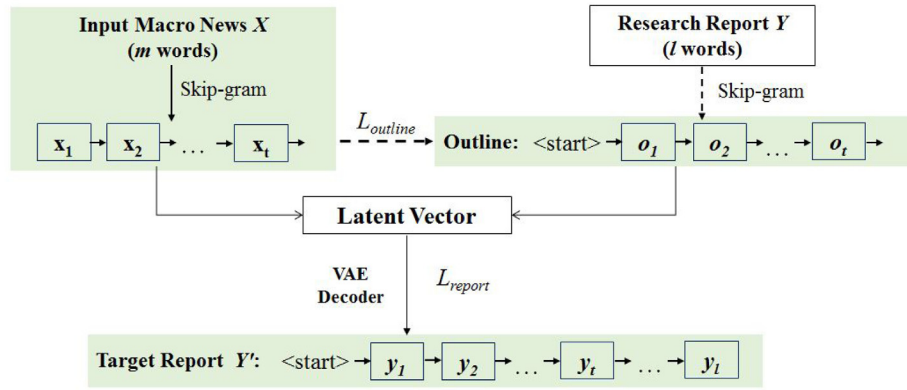 Input Macro News X
(m words)
Skip-gram
x1 x2 ... xt
Research Report Y
(l words)
Skip-gram
Loutline
Outline: <start> o1 o2 ... ot
Latent Vector
VAE
Decoder
Lreport
Target Report Y': <start> y1 y2 ... yt ... yl